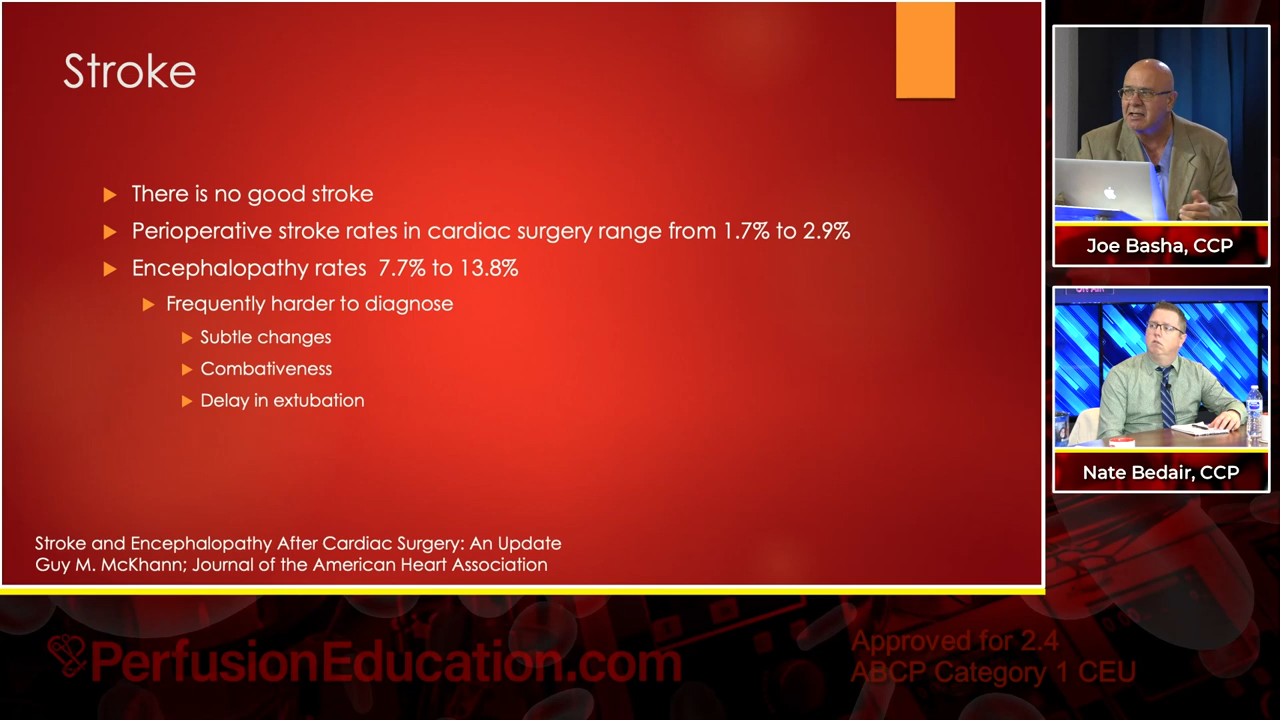 Stroke
There is no good stroke
Perioperative stroke rates in cardiac surgery range from 1.7% to 2.9%
Encephalopathy rates 7.7% to 13.8%
Frequently harder to diagnose
Subtle changes
Combativeness
Delay in extubation
Stroke and Encephalopathy After Cardiac Surgery: An Update
Guy M. McKhann; Journal of the American Heart Association
Joe Basha, CCP
ON AIR
Nate Bedair, CCP
PerfusionEducation.com
Approved for 2.4
ABCP Category 1 CEU